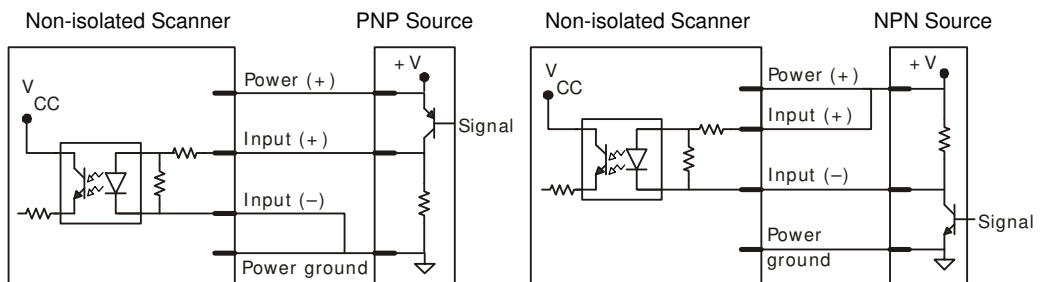 Non-isolated Scanner
PNP Source
+ V
Power (+)
V
CC
Signal
Input (+)
Input (–)
Power ground
Non-isolated Scanner
NPN Source
+ V
Power (+)
V
CC
Input (+)
Input (–)
Signal
Power
ground